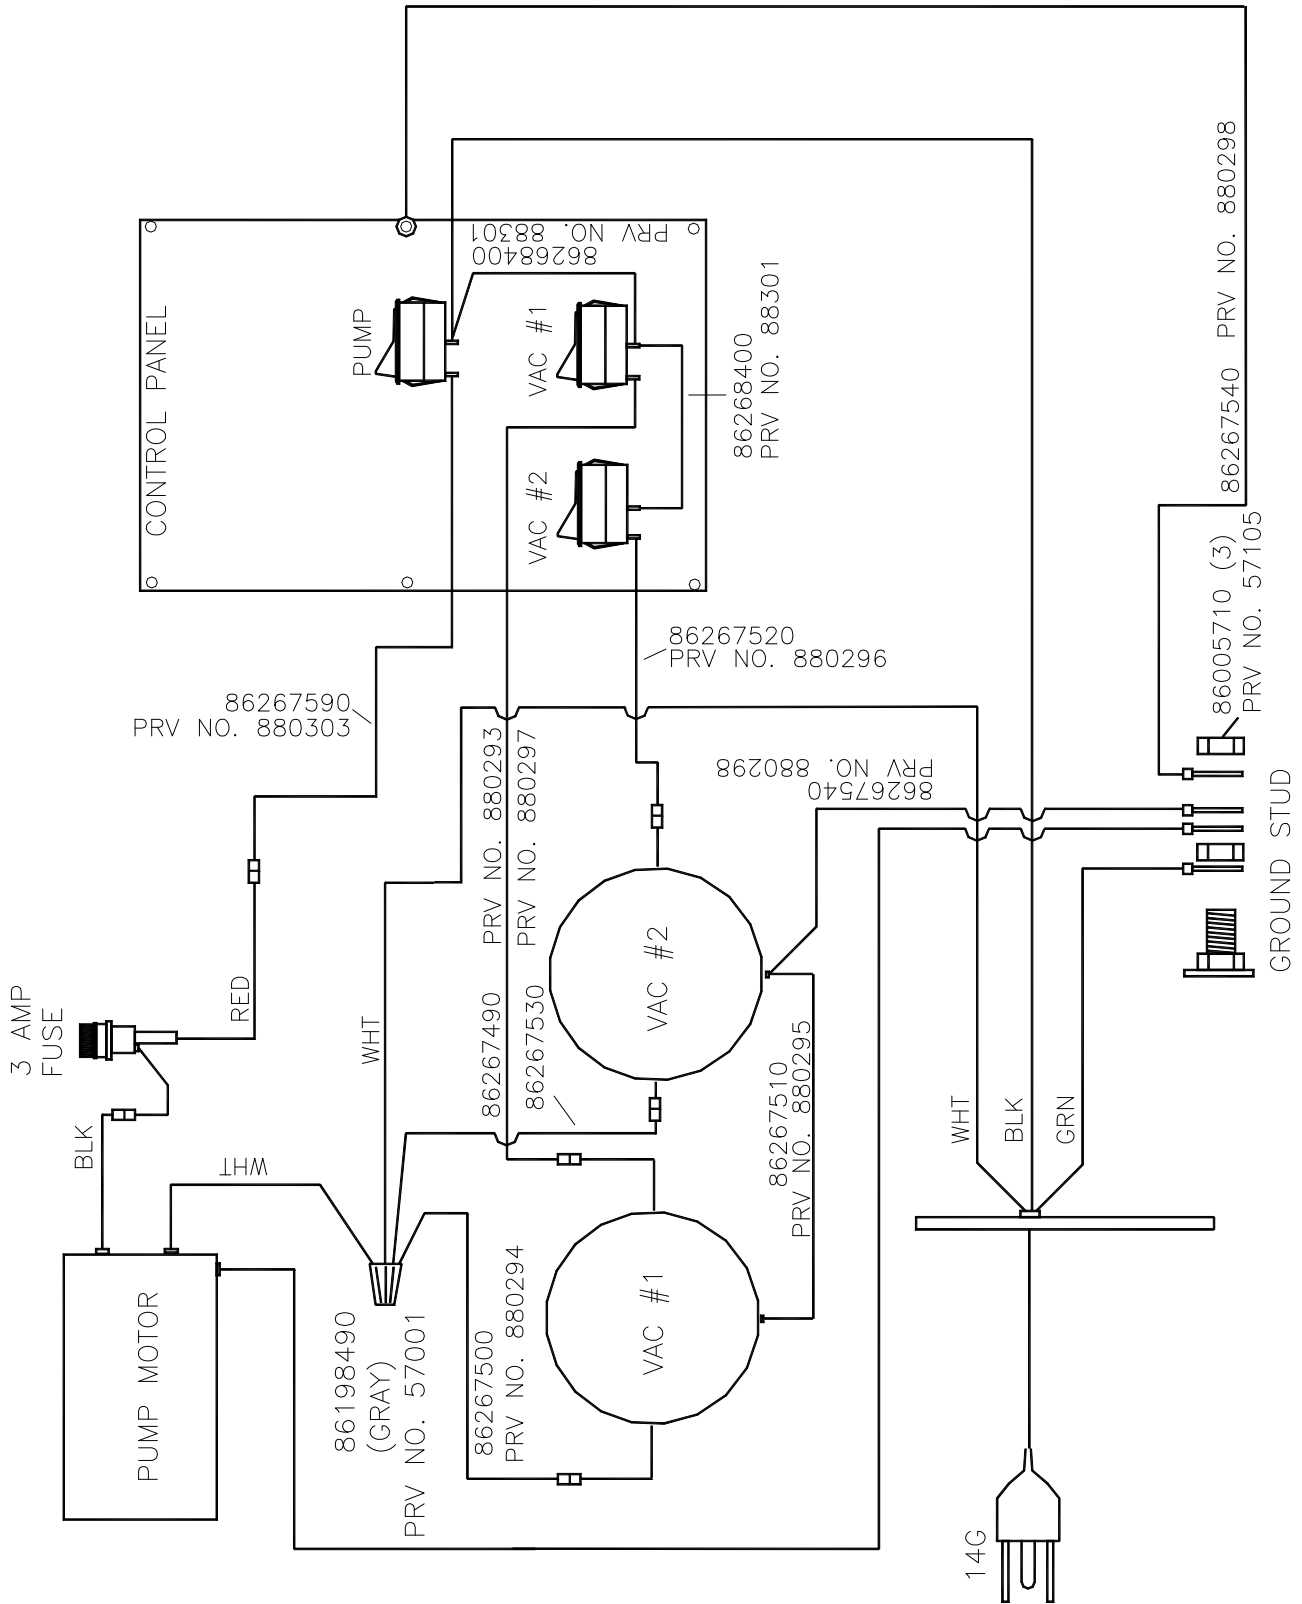 CONTROL PANEL
PUMP
VAC #1
VAC #2
86268400
PRV NO. 88301
86268400
PRV NO. 88301
86267540 PRV NO. 880298
86005710 (3)
PRV NO. 57105
GROUND STUD
86267520
PRV NO. 880296
86267590
PRV NO. 880303
86267490 PRV NO. 880293
86267530 PRV NO. 880297
86267540
PRV NO. 880298
3 AMP
FUSE
RED
BLK
WHT
WHT
PUMP MOTOR
86198490
(GRAY)
PRV NO. 57001
86267500
PRV NO. 880294
VAC #1
VAC #2
86267510
PRV NO. 880295
WHT
BLK
GRN
14G